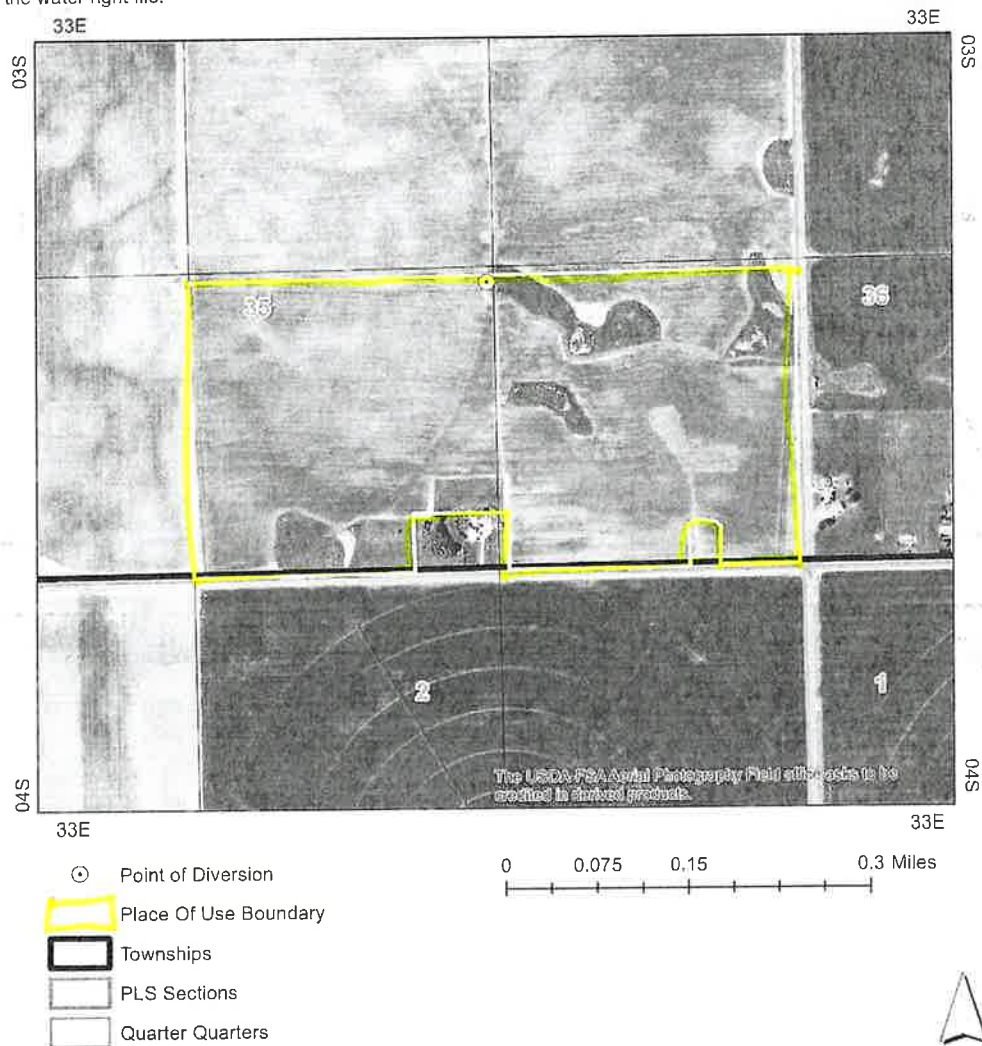 the water right file.
33E 33E
03S 03S
35 36
2 1
The USDA-FSA Aerial Photography Field office asks to be
credited in derived products.
04S 04S
33E 33E
Point of Diversion
0 0.075 0.15 0.3 Miles
Place Of Use Boundary
Townships
PLS Sections
Quarter Quarters